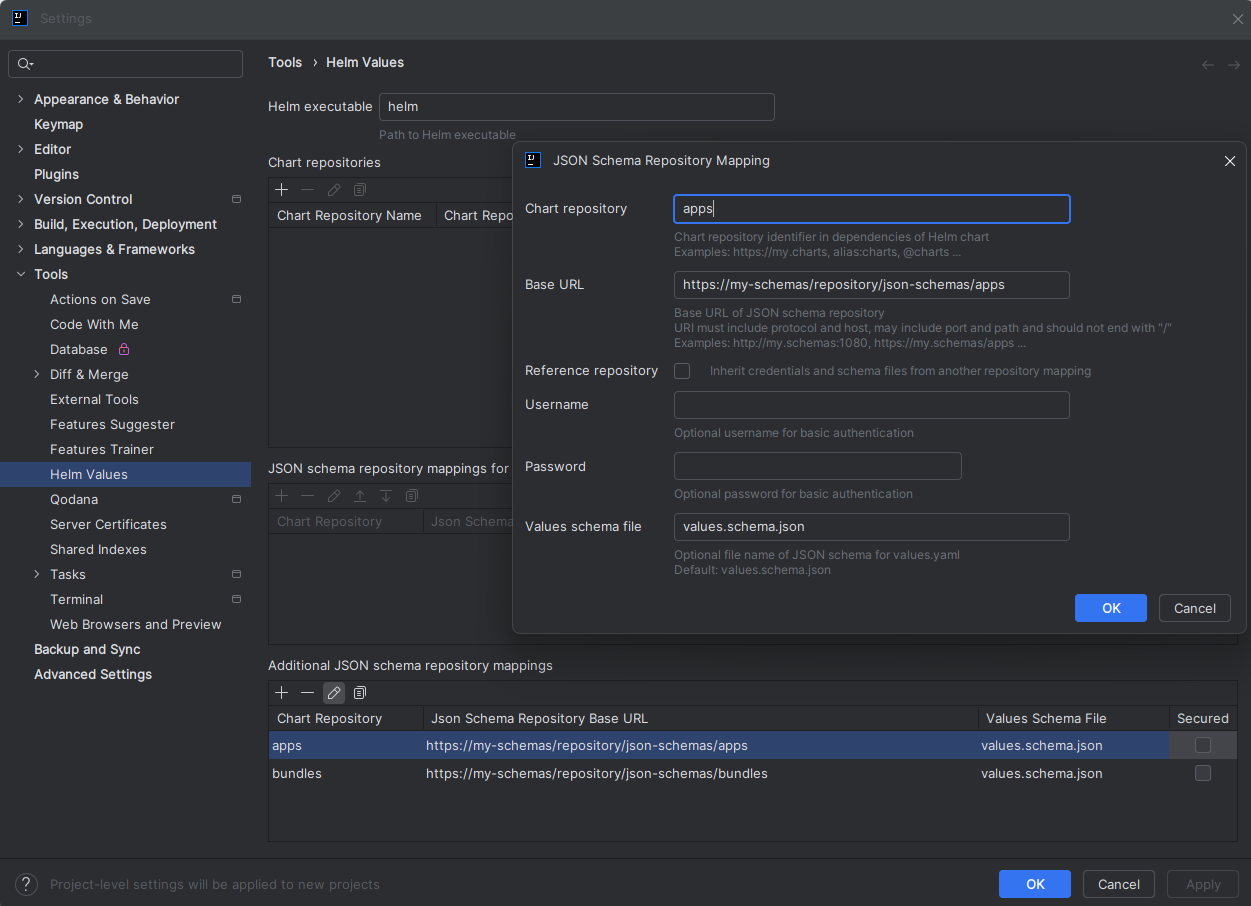 Settings
Appearance & Behavior
Keymap
Editor
Plugins
Version Control
Build, Execution, Deployment
Languages & Frameworks
Tools
Actions on Save
Code With Me
Database
Diff & Merge
External Tools
Features Suggester
Features Trainer
Helm Values
Qodana
Server Certificates
Shared Indexes
Tasks
Terminal
Web Browsers and Preview
Backup and Sync
Advanced Settings
Tools › Helm Values
Helm executable helm
Path to Helm executable
Chart repositories
Chart Repository Name Chart Repo
JSON schema repository mappings for
Chart Repository Json Schema
JSON Schema Repository Mapping
Chart repository apps
Chart repository identifier in dependencies of Helm chart
Examples: https://my.charts, alias:charts, @charts ...
Base URL https://my-schemas/repository/json-schemas/apps
Base URL of JSON schema repository
URI must include protocol and host, may include port and path and should not end with "/"
Examples: http://my.schemas:1080, https://my.schemas/apps ...
Reference repository Inherit credentials and schema files from another repository mapping
Username
Optional username for basic authentication
Password
Optional password for basic authentication
Values schema file values.schema.json
Optional file name of JSON schema for values.yaml
Default: values.schema.json
OK Cancel
Additional JSON schema repository mappings
Chart Repository Json Schema Repository Base URL Values Schema File Secured
apps https://my-schemas/repository/json-schemas/apps values.schema.json
bundles https://my-schemas/repository/json-schemas/bundles values.schema.json
? Project-level settings will be applied to new projects
OK Cancel Apply